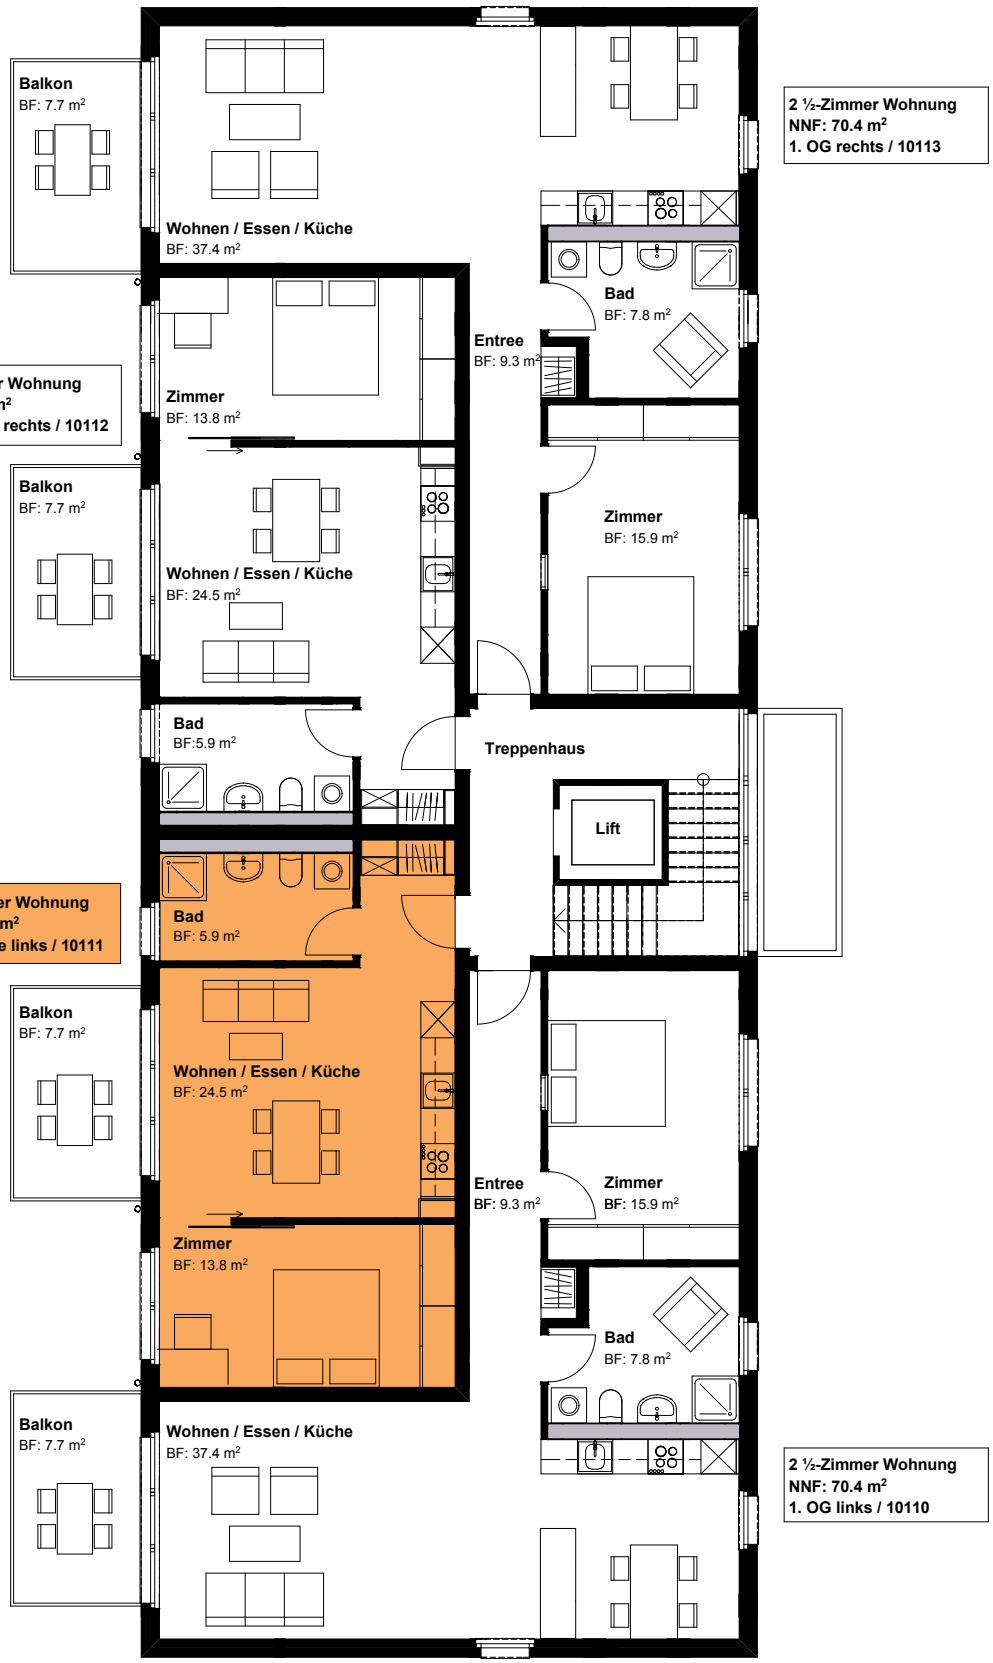 Balkon
BF: 7.7 m²
2 ½-Zimmer Wohnung
NNF: 70.4 m²
1. OG rechts / 10113
Wohnen / Essen / Küche
BF: 37.4 m²
Bad
BF: 7.8 m²
Entree
BF: 9.3 m²
Wohnung
m²
rechts / 10112
Zimmer
BF: 13.8 m²
Balkon
BF: 7.7 m²
Zimmer
BF: 15.9 m²
Wohnen / Essen / Küche
BF: 24.5 m²
Bad
BF:5.9 m²
Treppenhaus
Lift
Wohnung
m²
links / 10111
Bad
BF: 5.9 m²
Balkon
BF: 7.7 m²
Wohnen / Essen / Küche
BF: 24.5 m²
Entree
BF: 9.3 m²
Zimmer
BF: 15.9 m²
Zimmer
BF: 13.8 m²
Bad
BF: 7.8 m²
Balkon
BF: 7.7 m²
Wohnen / Essen / Küche
BF: 37.4 m²
2 ½-Zimmer Wohnung
NNF: 70.4 m²
1. OG links / 10110